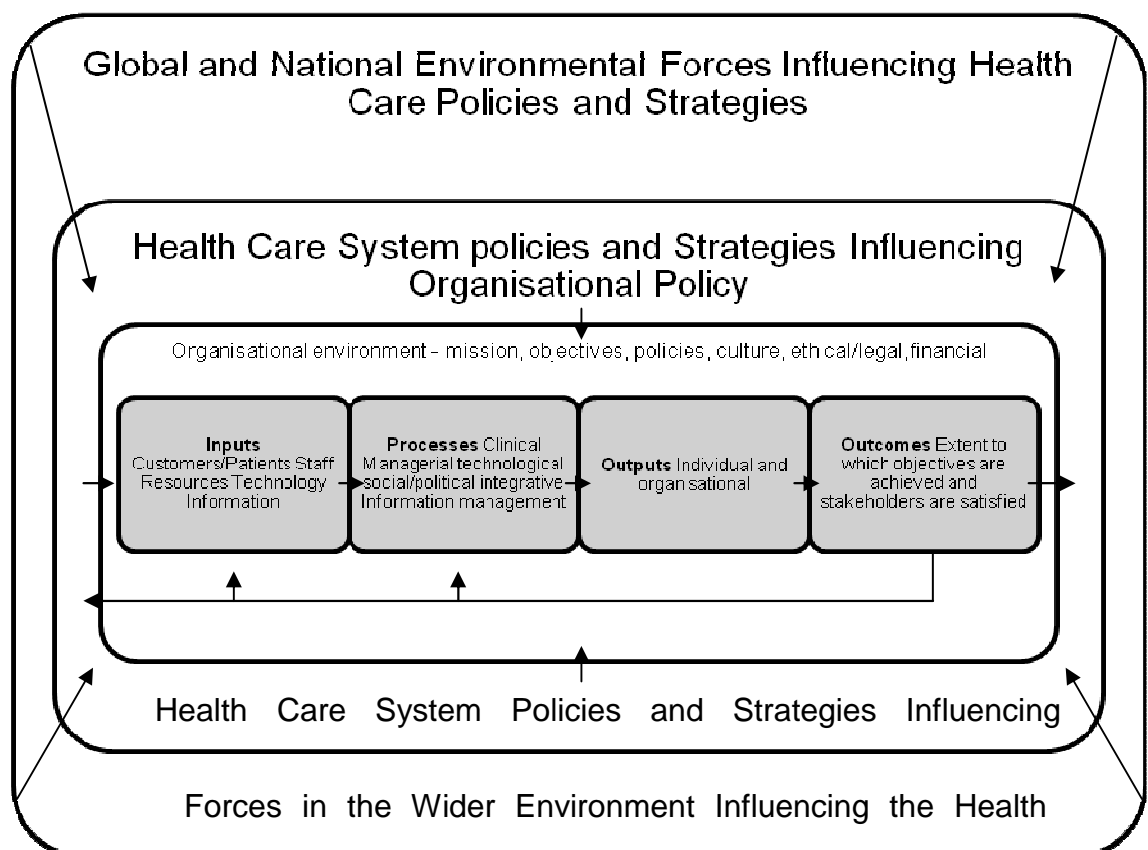 Global and National Environmental Forces Influencing Health
Care Policies and Strategies
Health Care System policies and Strategies Influencing
Organisational Policy
Organisational environment - mission, objectives, policies, culture, ethical/legal, financial
Inputs
Customers/Patients Staff
Resources Technology
Information
Processes Clinical
Managerial technological
social/political integrative
Information management
Outputs Individual and
organisational
Outcomes Extent to
which objectives are
achieved and
stakeholders are satisfied
Health Care System Policies and Strategies Influencing
Forces in the Wider Environment Influencing the Health